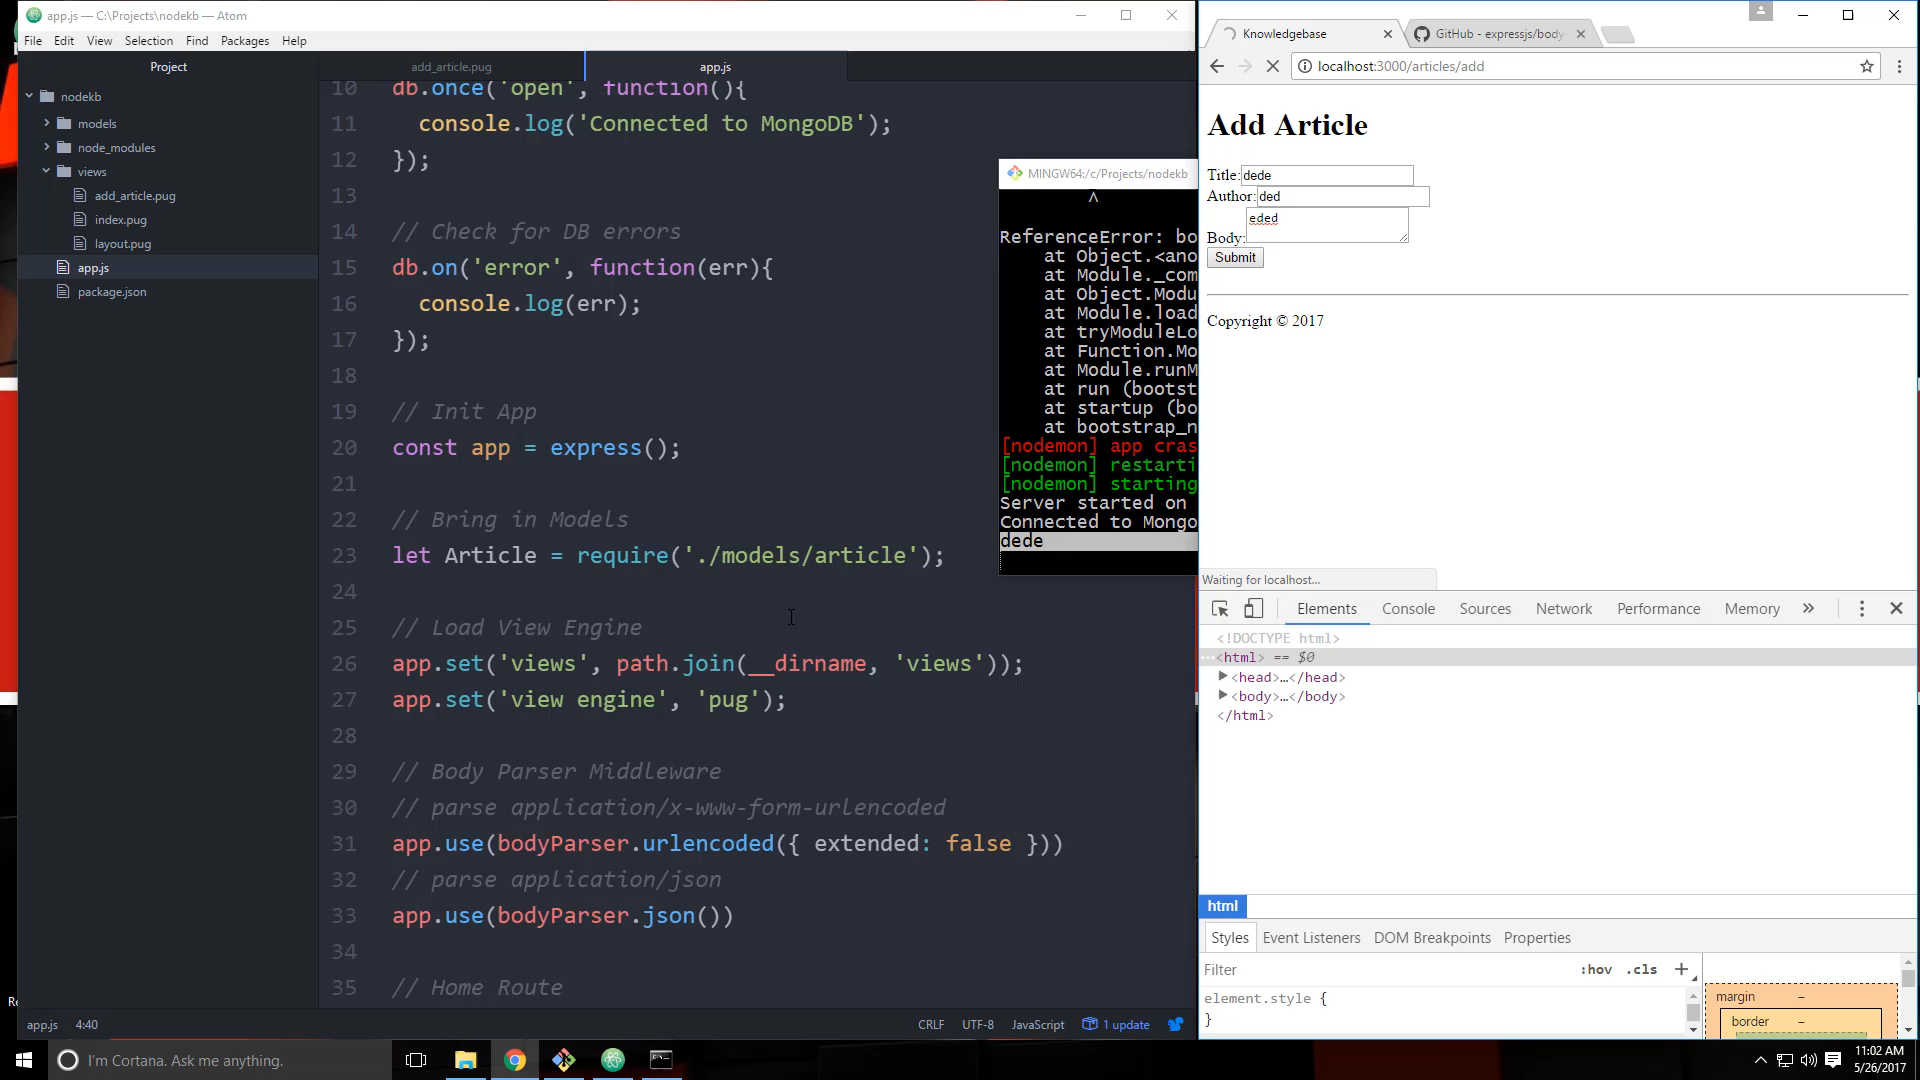 app.js — C:\Projects\nodekb — Atom
File Edit View Selection Find Packages Help
Project
nodekb
models
node_modules
views
add_article.pug
index.pug
layout.pug
app.js
package.json
add_article.pug
app.js
10 db.once('open', function(){
11 console.log('Connected to MongoDB');
12 });
13
14 // Check for DB errors
15 db.on('error', function(err){
16 console.log(err);
17 });
18
19 // Init App
20 const app = express();
21
22 // Bring in Models
23 let Article = require('./models/article');
24
25 // Load View Engine
26 app.set('views', path.join(__dirname, 'views'));
27 app.set('view engine', 'pug');
28
29 // Body Parser Middleware
30 // parse application/x-www-form-urlencoded
31 app.use(bodyParser.urlencoded({ extended: false }))
32 // parse application/json
33 app.use(bodyParser.json())
34
35 // Home Route
app.js 4:40
CRLF UTF-8 JavaScript 1 update
MINGW64:/c/Projects/nodekb
^
ReferenceError: bo
at Object.<ano
at Module._com
at Object.Modu
at Module.load
at tryModuleLo
at Function.Mo
at Module.runM
at run (bootst
at startup (bo
at bootstrap_n
[nodemon] app cras
[nodemon] restarti
[nodemon] starting
Server started on
Connected to Mongo
dede
Knowledgebase
GitHub - expressjs/body
localhost:3000/articles/add
Add Article
Title: dede
Author: ded
Body: eded
Submit
Copyright © 2017
Waiting for localhost...
Elements Console Sources Network Performance Memory »
<!DOCTYPE html>
<html> == $0
<head>…</head>
<body>…</body>
</html>
html
Styles Event Listeners DOM Breakpoints Properties
Filter :hov .cls +
element.style {
}
margin –
border –
I'm Cortana. Ask me anything.
11:02 AM
5/26/2017